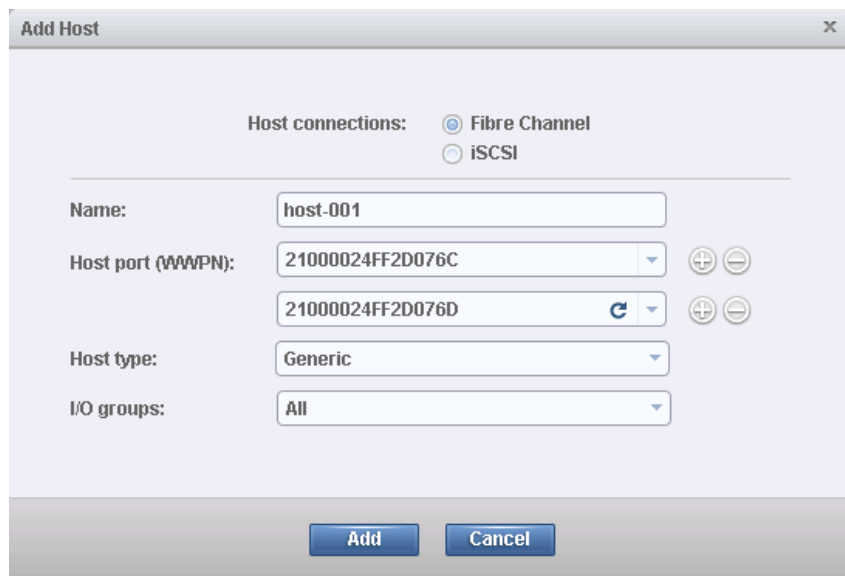 Add Host x
Host connections: Fibre Channel
iSCSI
Name: host-001
Host port (WWPN): 21000024FF2D076C
21000024FF2D076D
Host type: Generic
I/O groups: All
Add Cancel